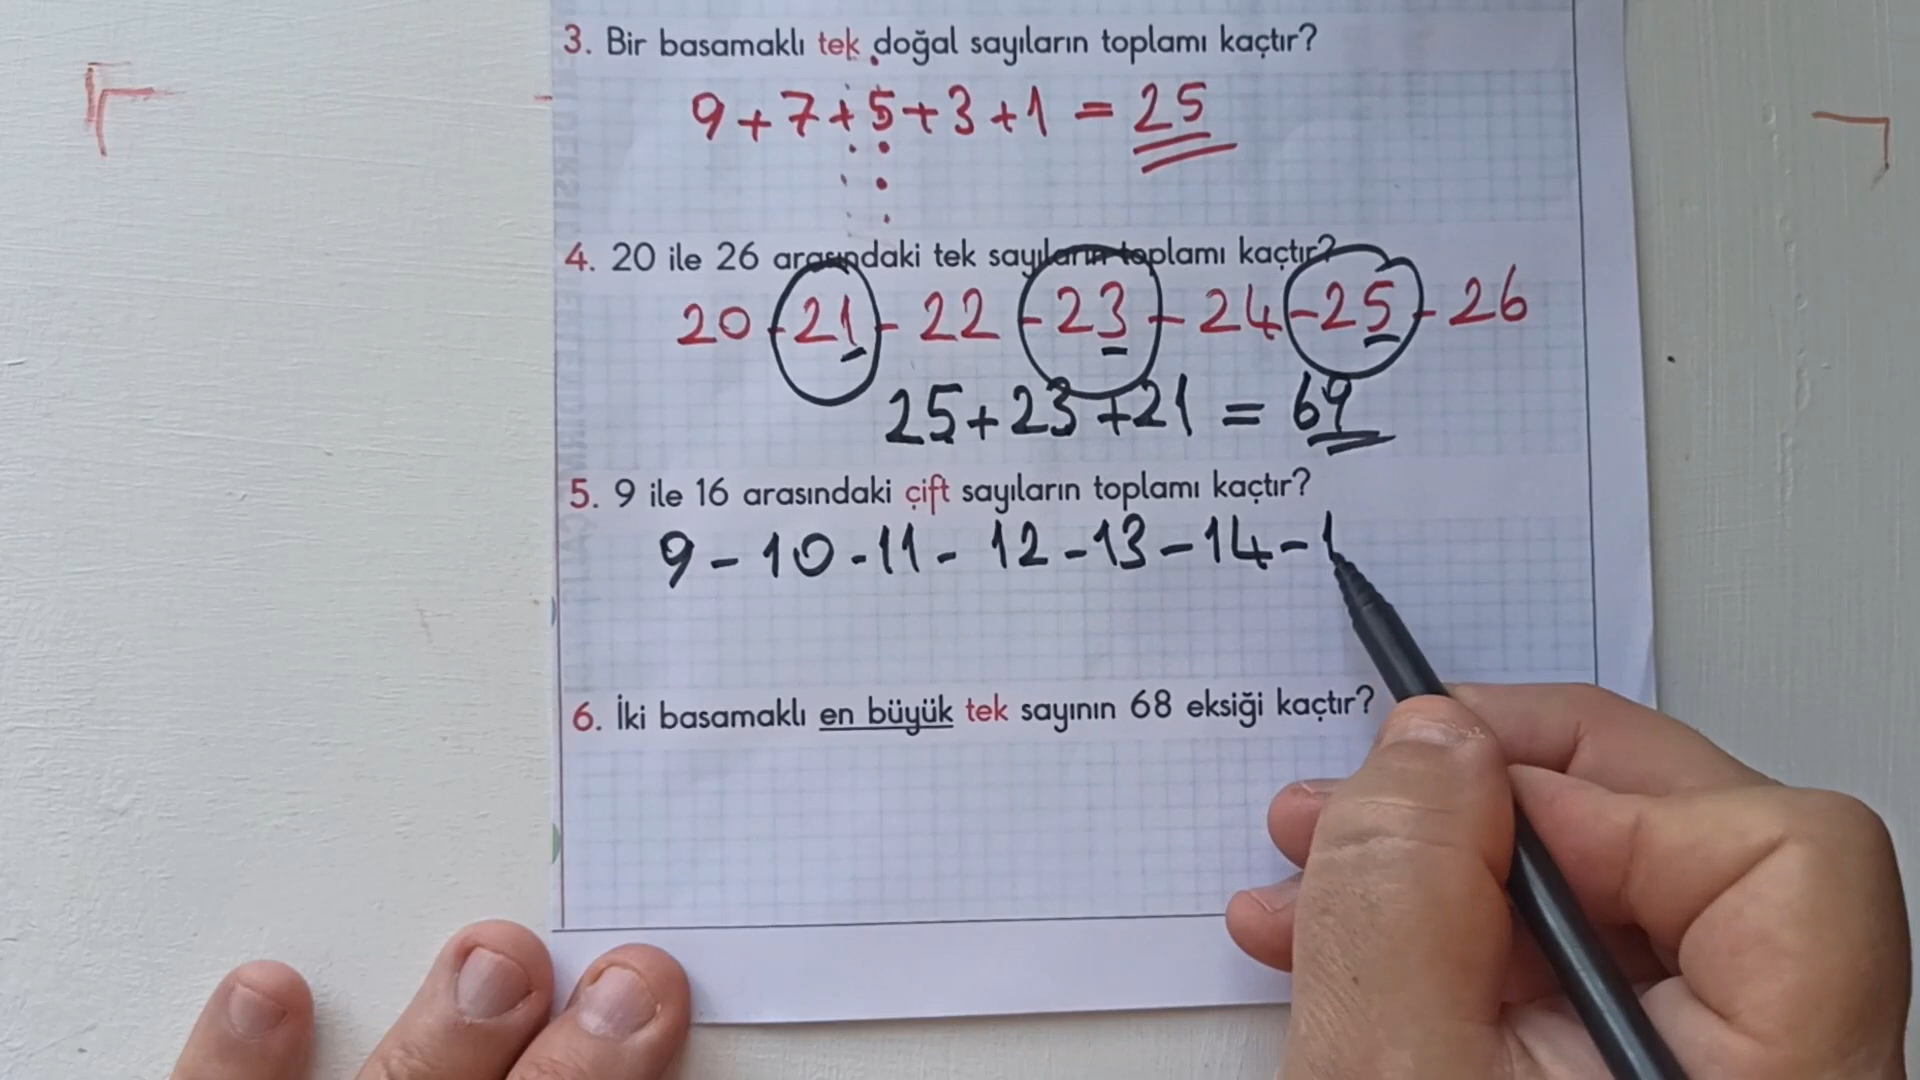 3. Bir basamaklı tek doğal sayıların toplamı kaçtır?
9+7+5+3+1 = 25
4. 20 ile 26 arasındaki tek sayıların toplamı kaçtır?
20-21-22-23-24-25-26
25+23+21 = 69
5. 9 ile 16 arasındaki çift sayıların toplamı kaçtır?
9-10-11-12-13-14-1
6. İki basamaklı en büyük tek sayının 68 eksiği kaçtır?